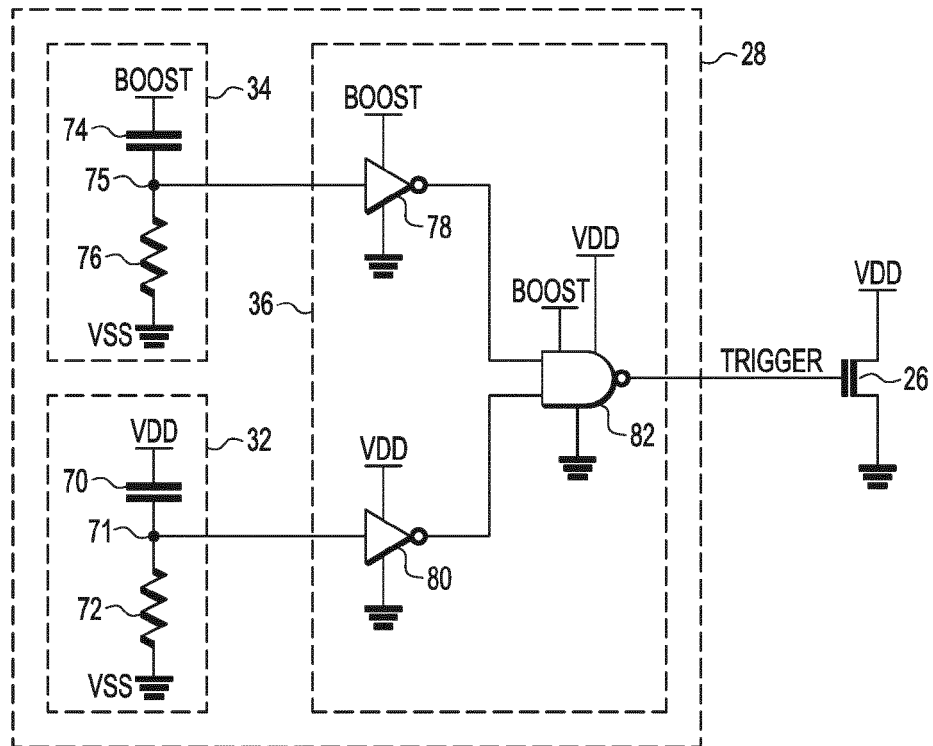 28
34
BOOST
74
75
76
VSS
BOOST
78
36
VDD
BOOST
82
TRIGGER
VDD
26
32
VDD
70
71
72
VSS
VDD
80